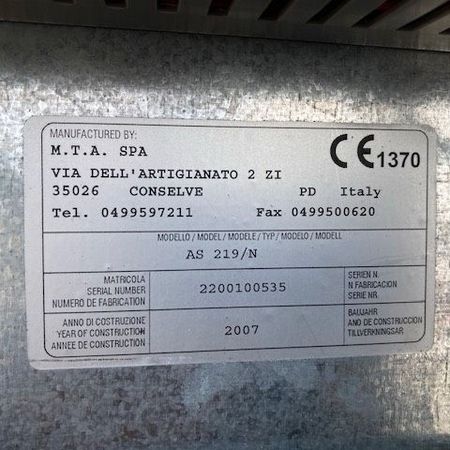 MANUFACTURED BY:
M.T.A. SPA
VIA DELL'ARTIGIANATO 2 ZI
35026 CONSELVE PD Italy
Tel. 0499597211 Fax 0499500620
CE 1370
MODELLO / MODEL / MODELE / TYP / MODELO / MODELL
AS 219/N
MATRICOLA
SERIAL NUMBER
NUMERO DE FABRICATION
2200100535
SERIEN N.
N FABRICACION
SERIE NR.
ANNO DI COSTRUZIONE
YEAR OF CONSTRUCTION
ANNEE DE CONSTRUCTION
2007
BAUJAHR
ANO DE CONSTRUCCION
TILLVERKNINGSAR